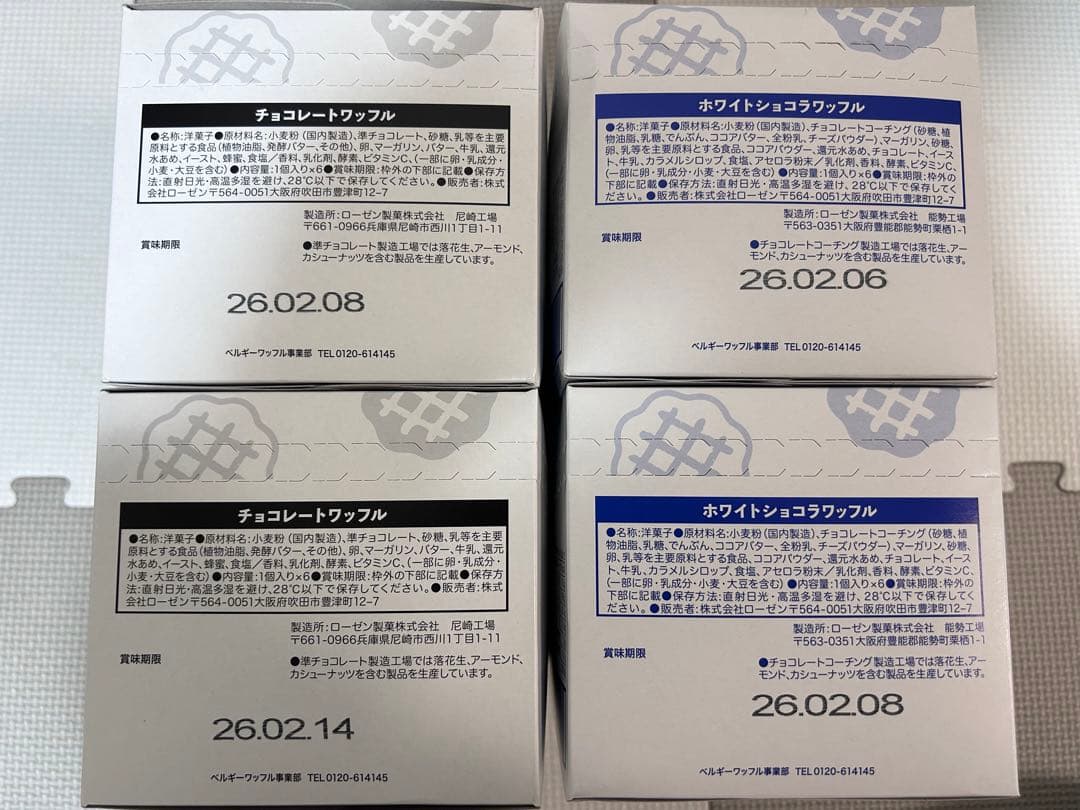 チョコレートワッフル
●名称:洋菓子●原材料名:小麦粉(国内製造)、準チョコレート、砂糖、乳等を主要
原料とする食品(植物油脂、発酵バター、その他)、卵、マーガリン、バター、牛乳、還元
水あめ、イースト、蜂蜜、食塩/香料、乳化剤、酵素、ビタミンC、(一部に卵・乳成分・
小麦・大豆を含む)●内容量:1個入り×6●賞味期限:枠外の下部に記載●保存方
法:直射日光・高温多湿を避け、28℃以下で保存してください。●販売者:株式
会社ローゼン〒564-0051大阪府吹田市豊津町12-7
製造所:ローゼン製菓株式会社 尼崎工場
〒661-0966兵庫県尼崎市西川1丁目1-11
賞味期限
●準チョコレート製造工場では落花生、アーモンド、
カシューナッツを含む製品を生産しています。
26.02.08
ベルギーワッフル事業部 TEL0120-614145
ホワイトショコラワッフル
●名称:洋菓子●原材料名:小麦粉(国内製造)、チョコレートコーチング(砂糖、植
物油脂、乳糖、でんぷん、ココアバター、全粉乳、チーズパウダー)、マーガリン、砂糖、
卵、乳等を主要原料とする食品、ココアパウダー、還元水あめ、チョコレート、イース
ト、牛乳、カラメルシロップ、食塩、アセロラ粉末/乳化剤、香料、酵素、ビタミンC、
(一部に卵・乳成分・小麦・大豆を含む)●内容量:1個入り×6●賞味期限:枠外の
下部に記載●保存方法:直射日光・高温多湿を避け、28℃以下で保存してくださ
い。●販売者:株式会社ローゼン〒564-0051大阪府吹田市豊津町12-7
製造所:ローゼン製菓株式会社 能勢工場
〒563-0351大阪府豊能郡能勢町栗栖1-1
賞味期限
●チョコレートコーチング製造工場では落花生、アー
モンド、カシューナッツを含む製品を生産しています。
26.02.06
ベルギーワッフル事業部 TEL0120-614145
チョコレートワッフル
●名称:洋菓子●原材料名:小麦粉(国内製造)、準チョコレート、砂糖、乳等を主要
原料とする食品(植物油脂、発酵バター、その他)、卵、マーガリン、バター、牛乳、還元
水あめ、イースト、蜂蜜、食塩/香料、乳化剤、酵素、ビタミンC、(一部に卵・乳成分・
小麦・大豆を含む)●内容量:1個入り×6●賞味期限:枠外の下部に記載●保存方
法:直射日光・高温多湿を避け、28℃以下で保存してください。●販売者:株式
会社ローゼン〒564-0051大阪府吹田市豊津町12-7
製造所:ローゼン製菓株式会社 尼崎工場
〒661-0966兵庫県尼崎市西川1丁目1-11
賞味期限
●準チョコレート製造工場では落花生、アーモンド、
カシューナッツを含む製品を生産しています。
26.02.14
ベルギーワッフル事業部 TEL0120-614145
ホワイトショコラワッフル
●名称:洋菓子●原材料名:小麦粉(国内製造)、チョコレートコーチング(砂糖、植
物油脂、乳糖、でんぷん、ココアバター、全粉乳、チーズパウダー)、マーガリン、砂糖、
卵、乳等を主要原料とする食品、ココアパウダー、還元水あめ、チョコレート、イース
ト、牛乳、カラメルシロップ、食塩、アセロラ粉末/乳化剤、香料、酵素、ビタミンC、
(一部に卵・乳成分・小麦・大豆を含む)●内容量:1個入り×6●賞味期限:枠外の
下部に記載●保存方法:直射日光・高温多湿を避け、28℃以下で保存してくださ
い。●販売者:株式会社ローゼン〒564-0051大阪府吹田市豊津町12-7
製造所:ローゼン製菓株式会社 能勢工場
〒563-0351大阪府豊能郡能勢町栗栖1-1
賞味期限
●チョコレートコーチング製造工場では落花生、アー
モンド、カシューナッツを含む製品を生産しています。
26.02.08
ベルギーワッフル事業部 TEL0120-614145